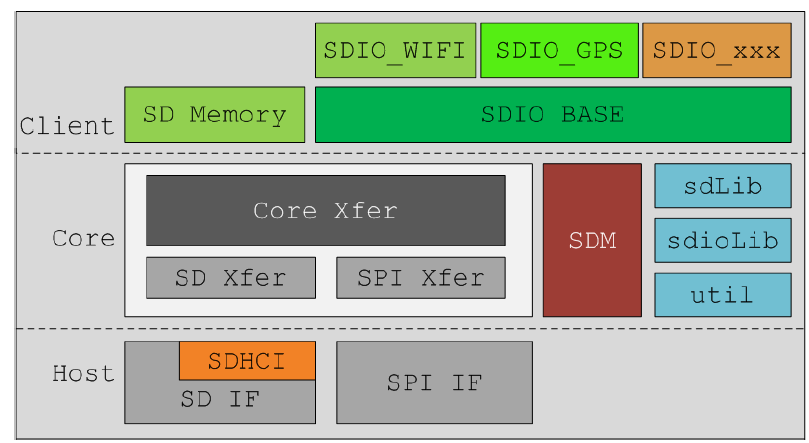 SDIO_WIFI SDIO_GPS SDIO_xxx
Client SD Memory SDIO BASE
Core Xfer sdLib
Core SDM sdioLib
SD Xfer SPI Xfer util
Host SDHCI SPI IF
SD IF